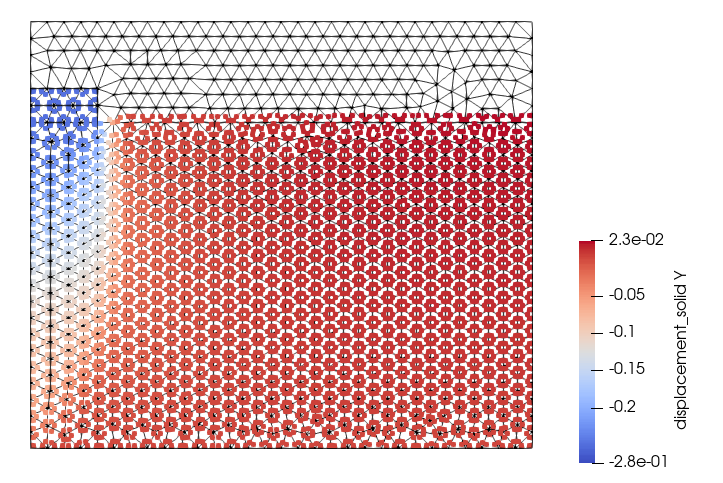 2.3e-02
-0.05
-0.1
-0.15
-0.2
-2.8e-01
displacement_solid Y